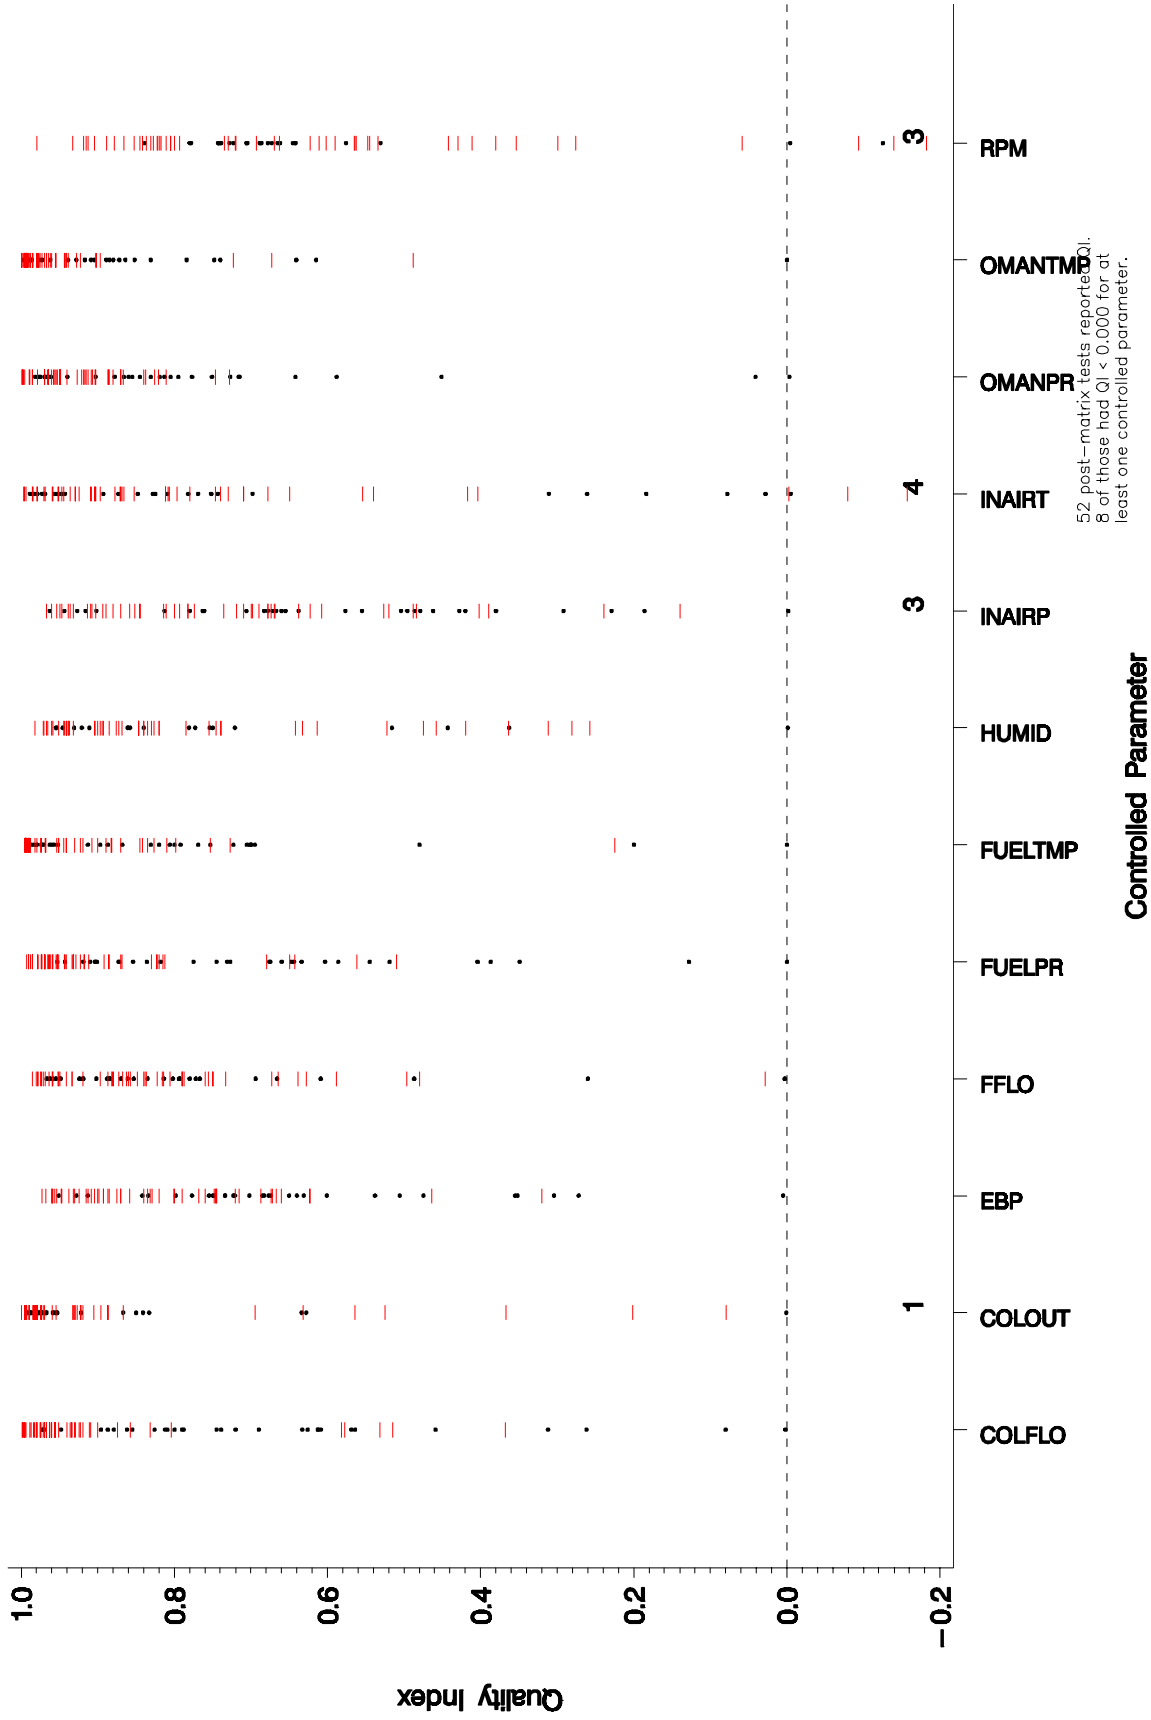 Quality Index
1.0
0.8
0.6
0.4
0.2
0.0
−0.2
1
3
4
3
COLFLO
COLOUT
EBP
FFLO
FUELPR
FUELTMP
HUMID
INAIRP
INAIRT
OMANPR
OMANTMP
RPM
Controlled Parameter
52 post−matrix tests reported QI.
8 of those had QI < 0.000 for at
least one controlled parameter.